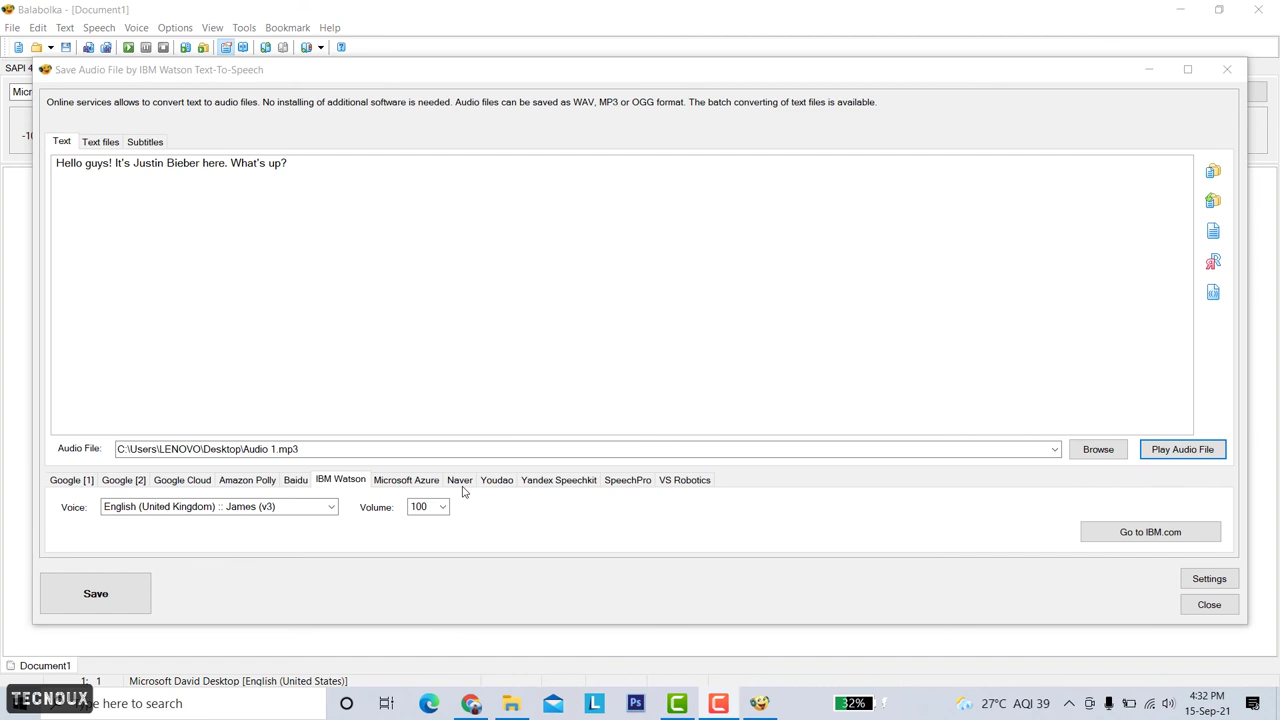 Balabolka - [Document1]
File Edit Text Speech Voice Options View Tools Bookmark Help
SAPI 4
Save Audio File by IBM Watson Text-To-Speech
Online services allows to convert text to audio files. No installing of additional software is needed. Audio files can be saved as WAV, MP3 or OGG format. The batch converting of text files is available.
Text Text files Subtitles
Hello guys! It's Justin Bieber here. What's up?
Audio File: C:\Users\LENOVO\Desktop\Audio 1.mp3 Browse Play Audio File
Google [1] Google [2] Google Cloud Amazon Polly Baidu IBM Watson Microsoft Azure Naver Youdao Yandex Speechkit SpeechPro VS Robotics
Voice: English (United Kingdom) :: James (v3) Volume: 100
Go to IBM.com
Save
Settings
Close
Document1
1: 1 Microsoft David Desktop [English (United States)]
TECNOUX
here to search
Ps
32%
27°C AQI 39
4:32 PM
15-Sep-21